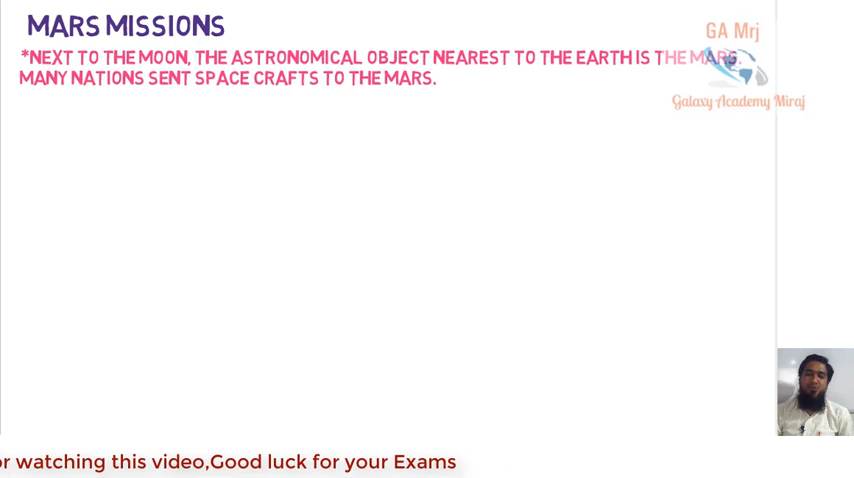 MARS MISSIONS
GA Mrj
*NEXT TO THE MOON, THE ASTRONOMICAL OBJECT NEAREST TO THE EARTH IS THE MARS.
MANY NATIONS SENT SPACE CRAFTS TO THE MARS.
Galaxy Academy Miraj
or watching this video,Good luck for your Exams